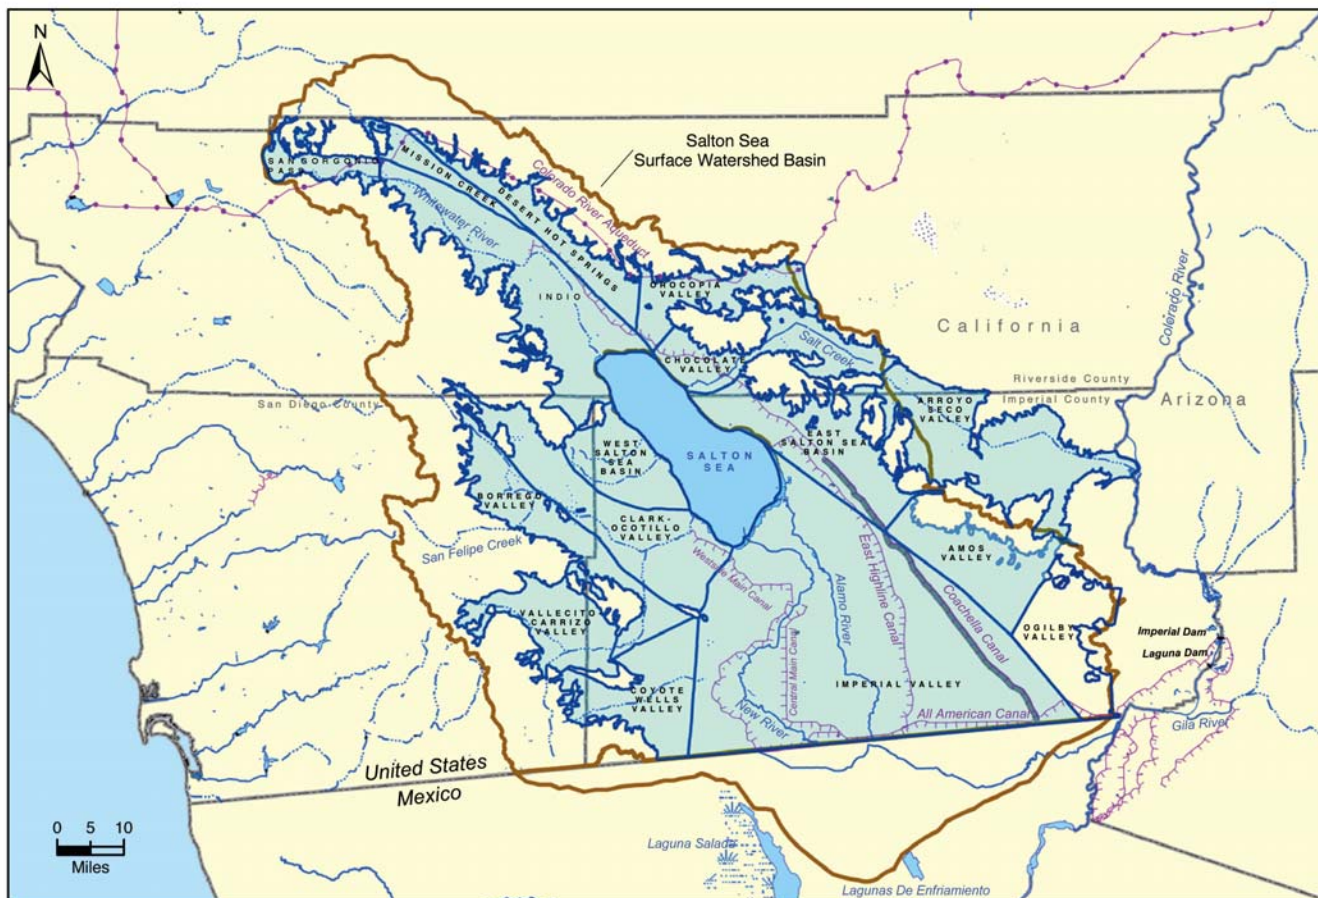 N
Salton Sea
Surface Watershed Basin
SAN GORGONIO
PASS
MISSION CREEK
DESERT HOT SPRINGS
Colorado River Aqueduct
Whitewater River
INDIO
OROCOPIA
VALLEY
Salt Creek
CHOCOLATE
VALLEY
California
Colorado River
Riverside County
Imperial County
Arizona
San Diego County
ARROYO
SECO
VALLEY
EAST
SALTON SEA
BASIN
WEST
SALTON
SEA
BASIN
SALTON
SEA
BORREGO
VALLEY
CLARK-
OCOTILLO
VALLEY
San Felipe Creek
Westside Main Canal
Alamo River
East Highline Canal
Coachella Canal
AMOS
VALLEY
OGILBY
VALLEY
Imperial Dam
Laguna Dam
VALLECITO-
CARRIZO
VALLEY
COYOTE
WELLS
VALLEY
Central Main Canal
IMPERIAL VALLEY
New River
All American Canal
Gila River
United States
Mexico
0 5 10
Miles
Laguna Salada
Lagunas De Enfriamiento